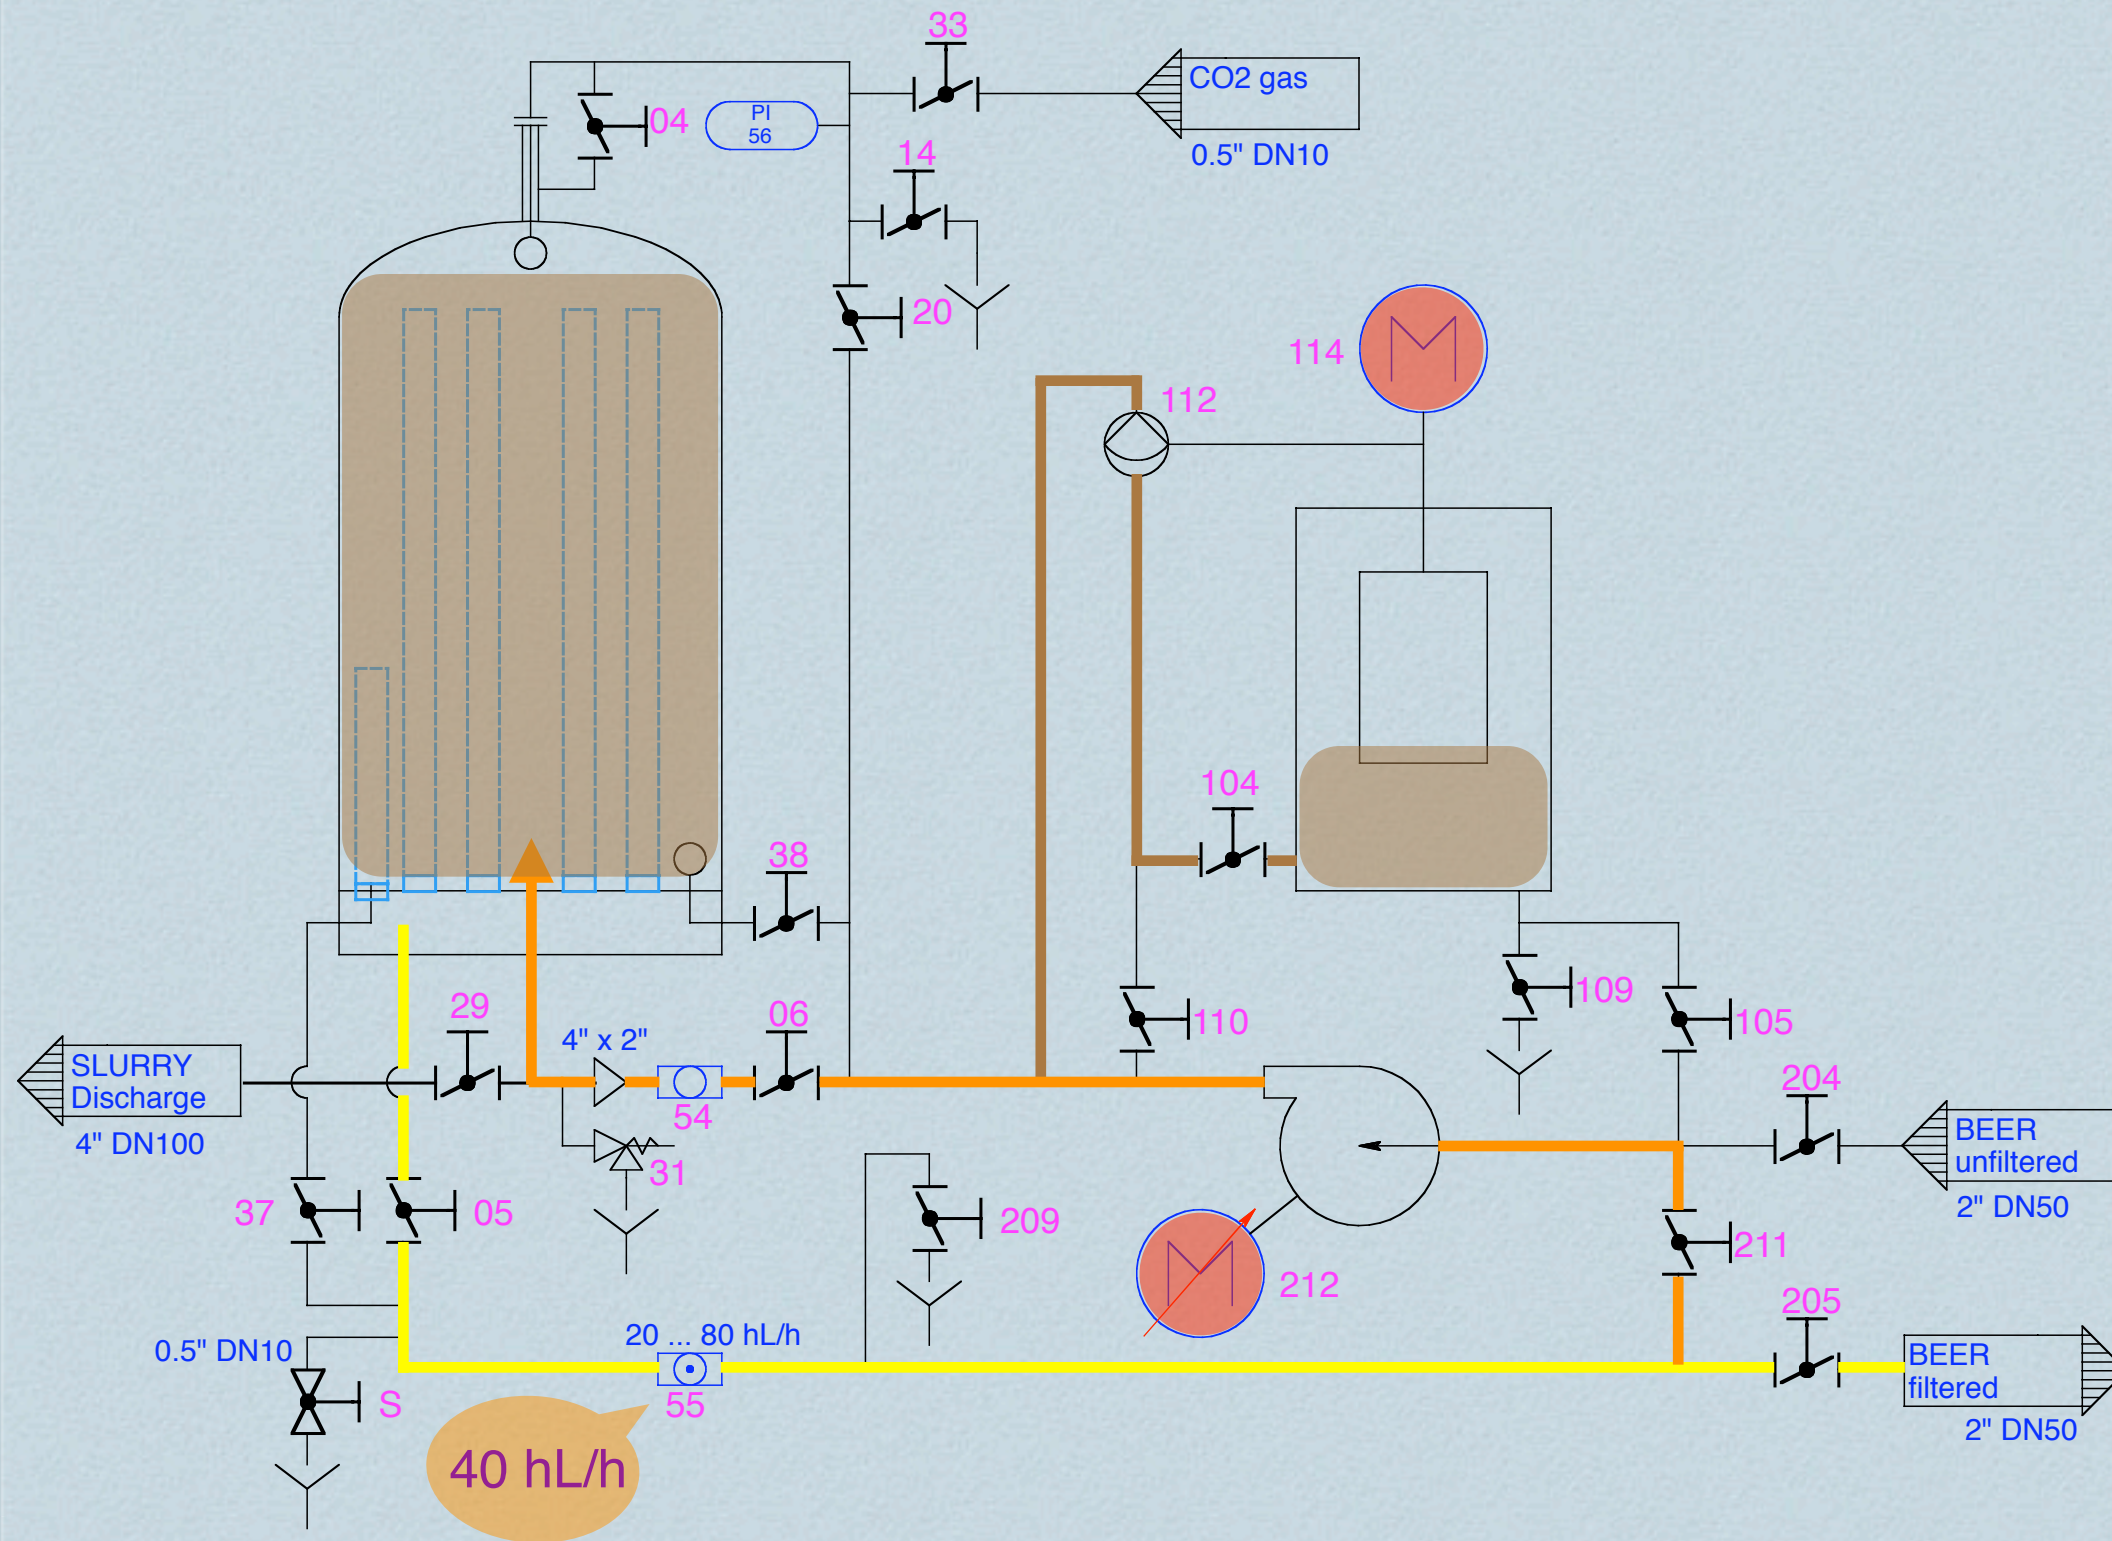 33
CO2 gas
0.5" DN10
04
PI
56
14
20
114
M
112
104
38
29
06
4" x 2"
54
110
109
105
204
SLURRY
Discharge
4" DN100
BEER
unfiltered
2" DN50
31
37
05
209
211
M
212
205
0.5" DN10
20 ... 80 hL/h
55
S
BEER
filtered
2" DN50
40 hL/h